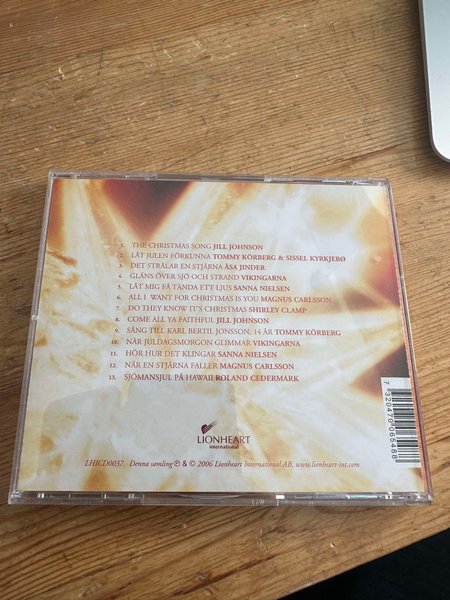 1. THE CHRISTMAS SONG JILL JOHNSON
2. LÅT JULEN FÖRKUNNA TOMMY KÖRBERG & SISSEL KYRKJEBØ
3. DET STRÅLAR EN STJÄRNA ÅSA JINDER
4. GLÄNS ÖVER SJÖ OCH STRAND VIKINGARNA
5. LÅT MIG FÅ TÄNDA ETT LJUS SANNA NIELSEN
6. ALL I WANT FOR CHRISTMAS IS YOU MAGNUS CARLSSON
7. DO THEY KNOW IT'S CHRISTMAS SHIRLEY CLAMP
8. COME ALL YA FAITHFUL JILL JOHNSON
9. SÅNG TILL KARL BERTIL JONSSON, 14 ÅR TOMMY KÖRBERG
10. NÄR JULDAGSMORGON GLIMMAR VIKINGARNA
11. HÖR HUR DET KLINGAR SANNA NIELSEN
12. NÄR EN STJÄRNA FALLER MAGNUS CARLSSON
13. SJÖMANSJUL PÅ HAWAII ROLAND CEDERMARK
7 320470 065488
LIONHEART
international
LHICD0037. Denna samling ℗ & © 2006 Lionheart International AB. www.lionheart-int.com